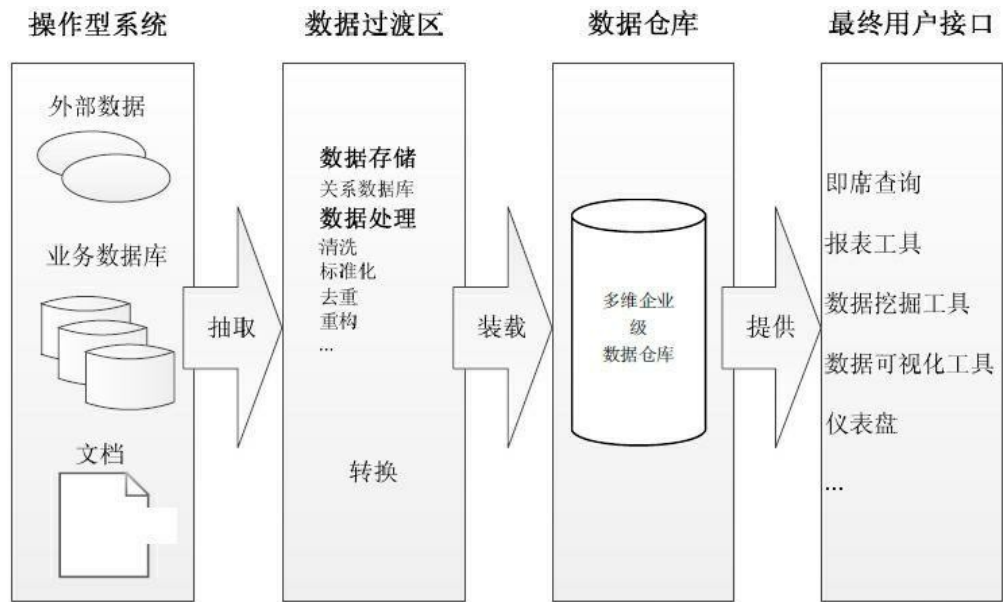 操作型系统
数据过渡区
数据仓库
最终用户接口
外部数据
业务数据库
文档
抽取
数据存储
关系数据库
数据处理
清洗
标准化
去重
重构
...
转换
装载
多维企业
级
数据仓库
提供
即席查询
报表工具
数据挖掘工具
数据可视化工具
仪表盘
...